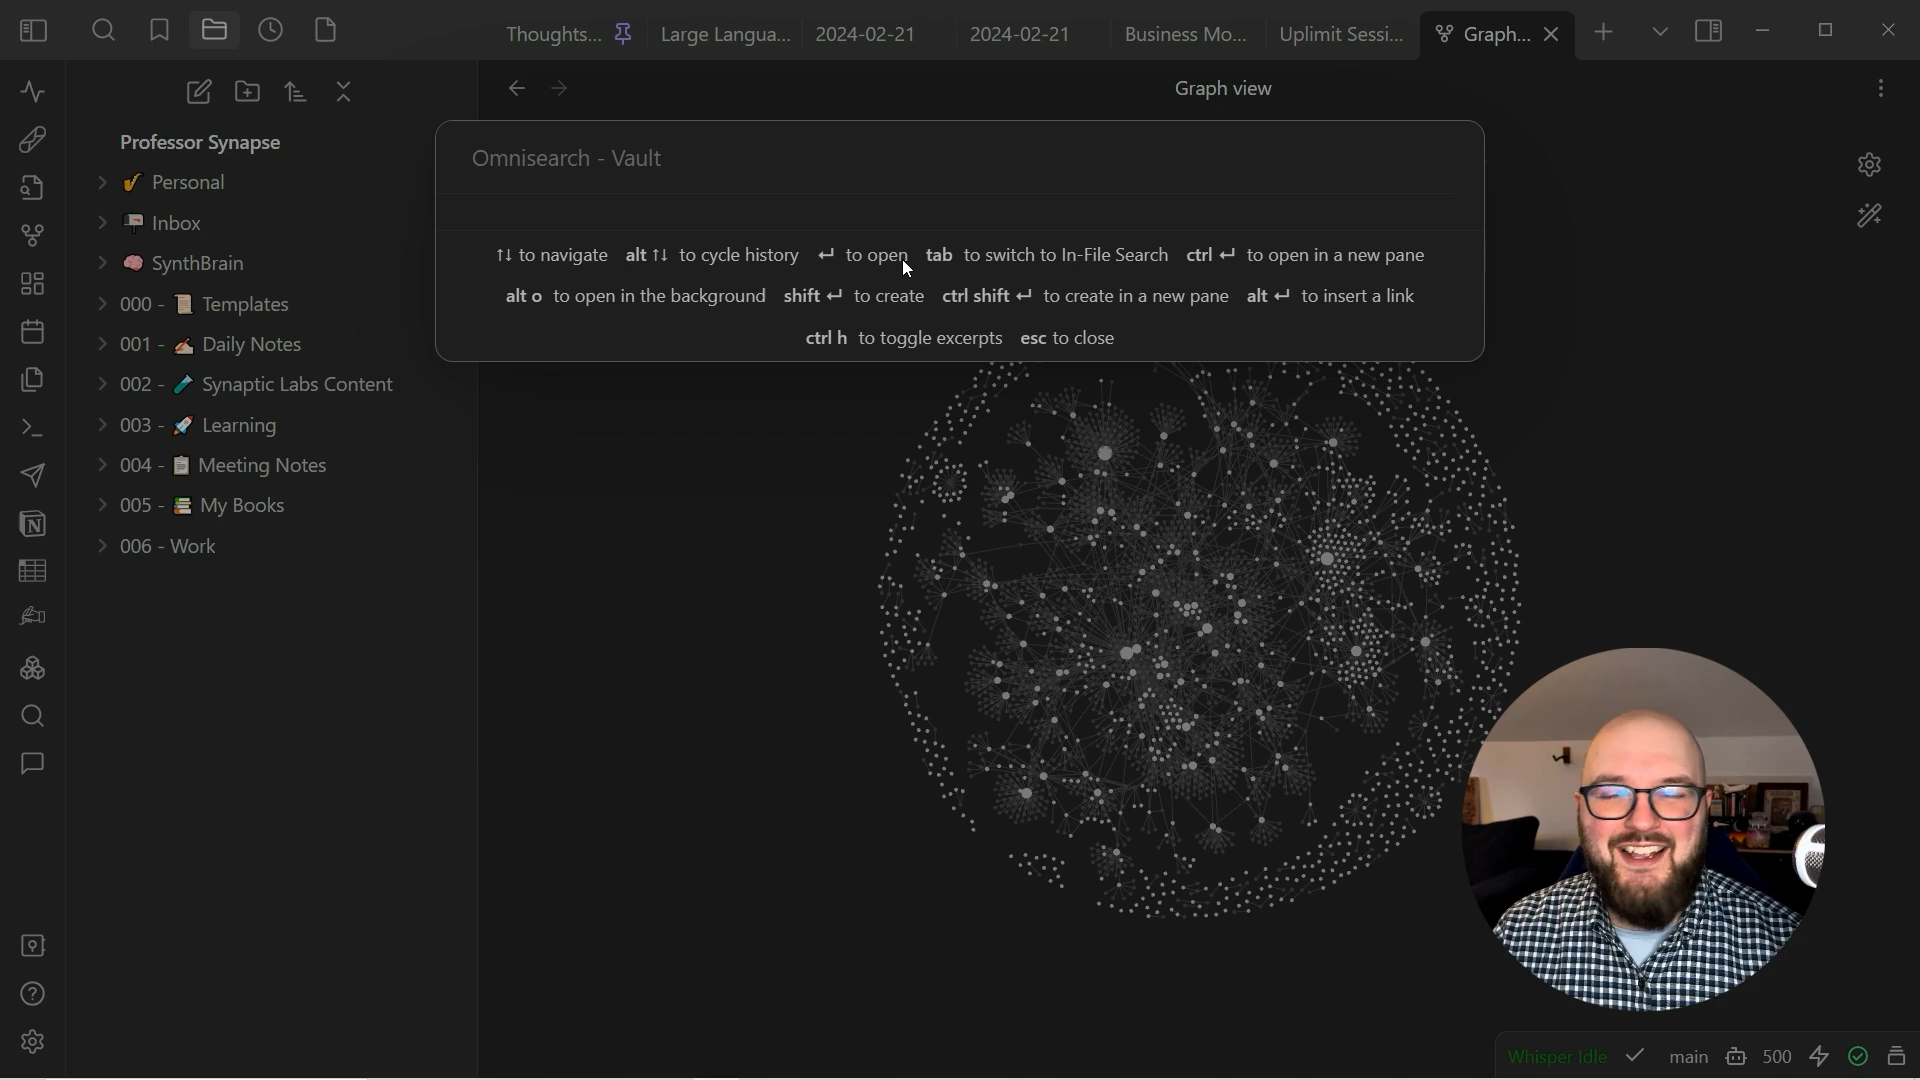 Thoughts...
Large Langua...
2024-02-21
2024-02-21
Business Mo...
Uplimit Sessi...
Graph...
Graph view
Professor Synapse
Personal
Inbox
SynthBrain
000 - Templates
001 - Daily Notes
002 - Synaptic Labs Content
003 - Learning
004 - Meeting Notes
005 - My Books
006 - Work
Omnisearch - Vault
↑↓ to navigate alt ↑↓ to cycle history ↵ to open tab to switch to In-File Search ctrl ↵ to open in a new pane
alt o to open in the background shift ↵ to create ctrl shift ↵ to create in a new pane alt ↵ to insert a link
ctrl h to toggle excerpts esc to close
Whisper Idle main 500